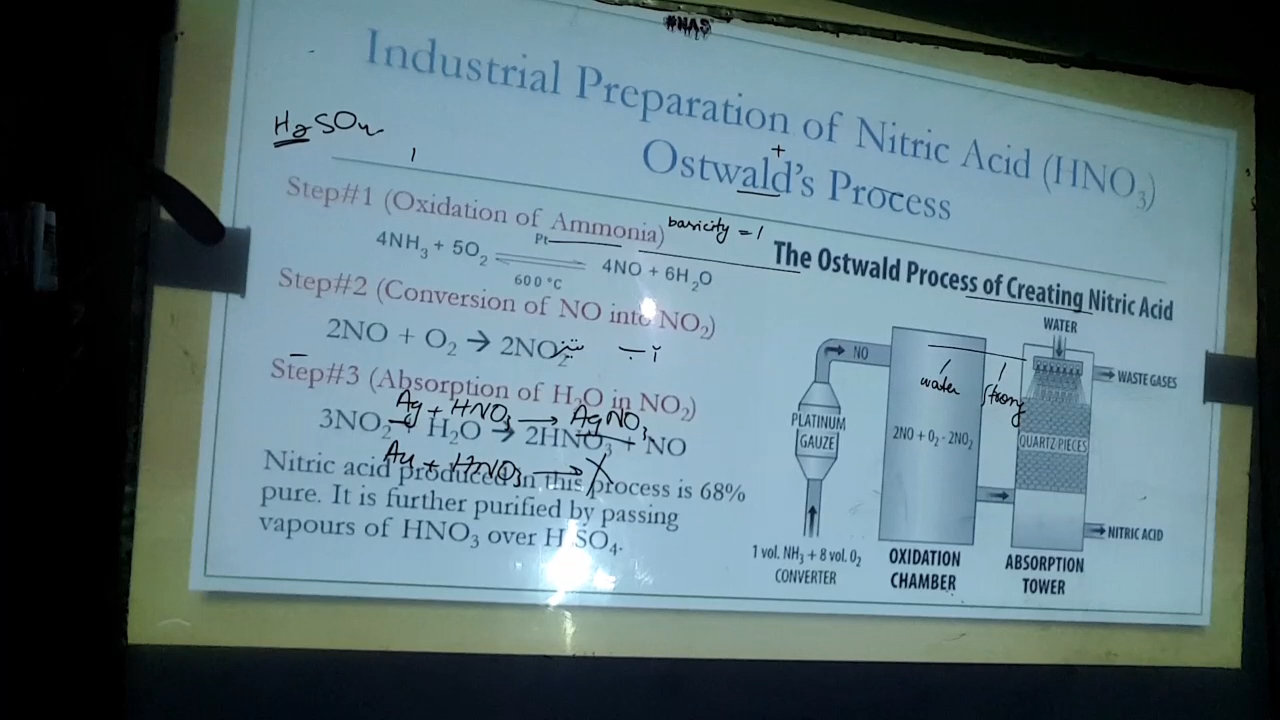 #NAS
Industrial Preparation of Nitric Acid (HNO₃)
Ostwald's Process
H₂SO₄
Step#1 (Oxidation of Ammonia)
basicity = 1
4NH₃ + 5O₂ ⇌ 4NO + 6H₂O
Pt
600 °C
Step#2 (Conversion of NO into NO₂)
2NO + O₂ → 2NO₂
Step#3 (Absorption of H₂O in NO₂)
Ag + HNO₃ → AgNO₃
3NO₂ + H₂O → 2HNO₃ + NO
Au + HNO₃ → X
Nitric acid produced in this process is 68%
pure. It is further purified by passing
vapours of HNO₃ over H SO₄.
The Ostwald Process of Creating Nitric Acid
WATER
NO
WASTE GASES
water
strong
PLATINUM
GAUZE
2NO + O₂ - 2NO₂
QUARTZ PIECES
NITRIC ACID
1 vol. NH₃ + 8 vol. O₂
CONVERTER
OXIDATION
CHAMBER
ABSORPTION
TOWER